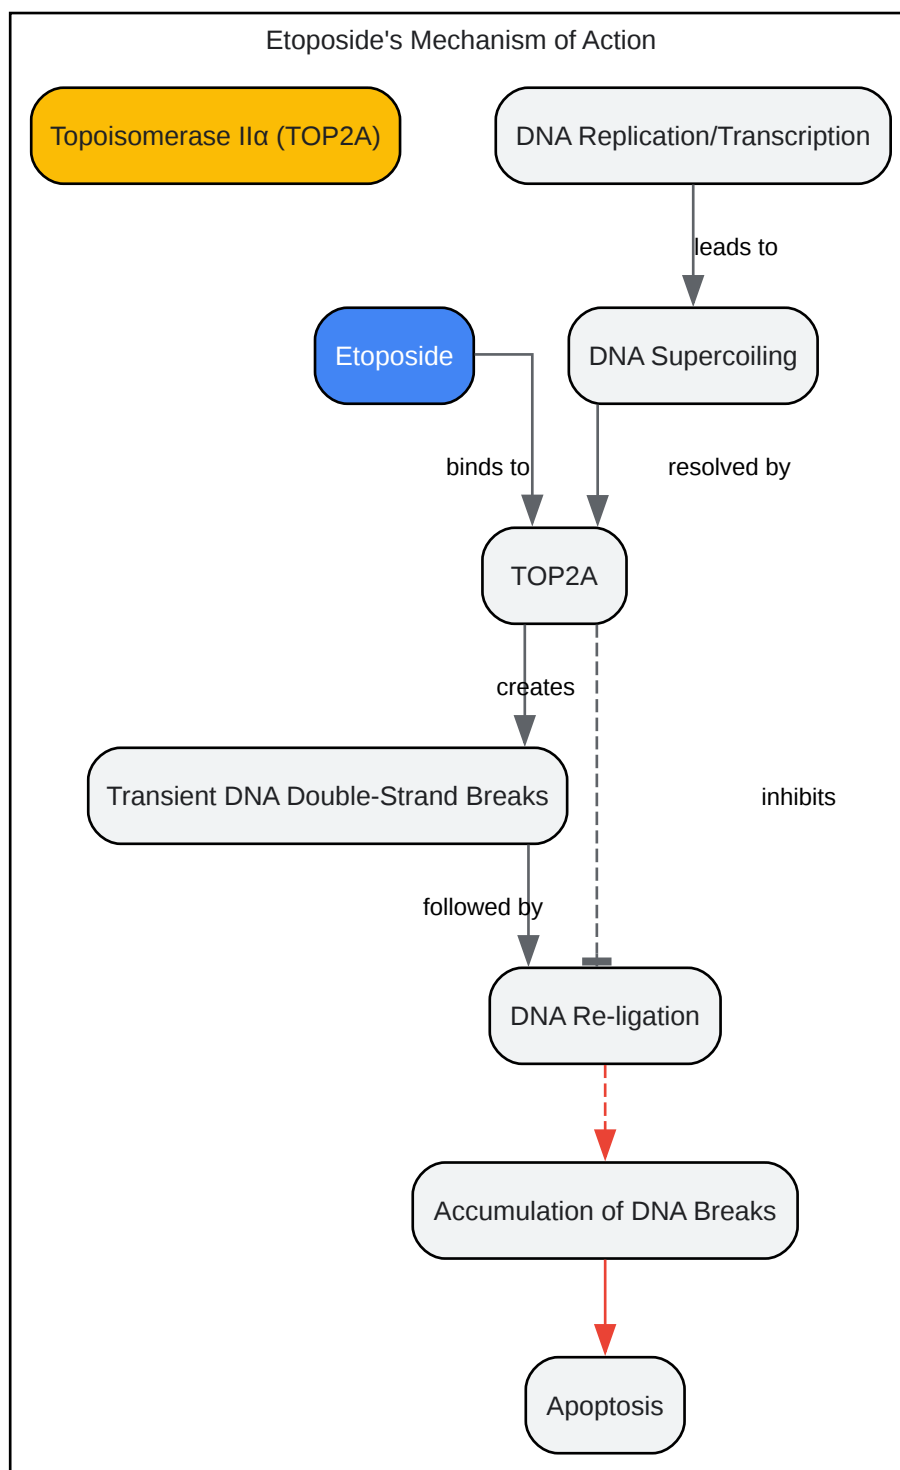 Etoposide's Mechanism of Action
Topoisomerase IIα (TOP2A)
DNA Replication/Transcription
leads to
Etoposide
DNA Supercoiling
binds to
resolved by
TOP2A
creates
Transient DNA Double-Strand Breaks
inhibits
followed by
DNA Re-ligation
Accumulation of DNA Breaks
Apoptosis